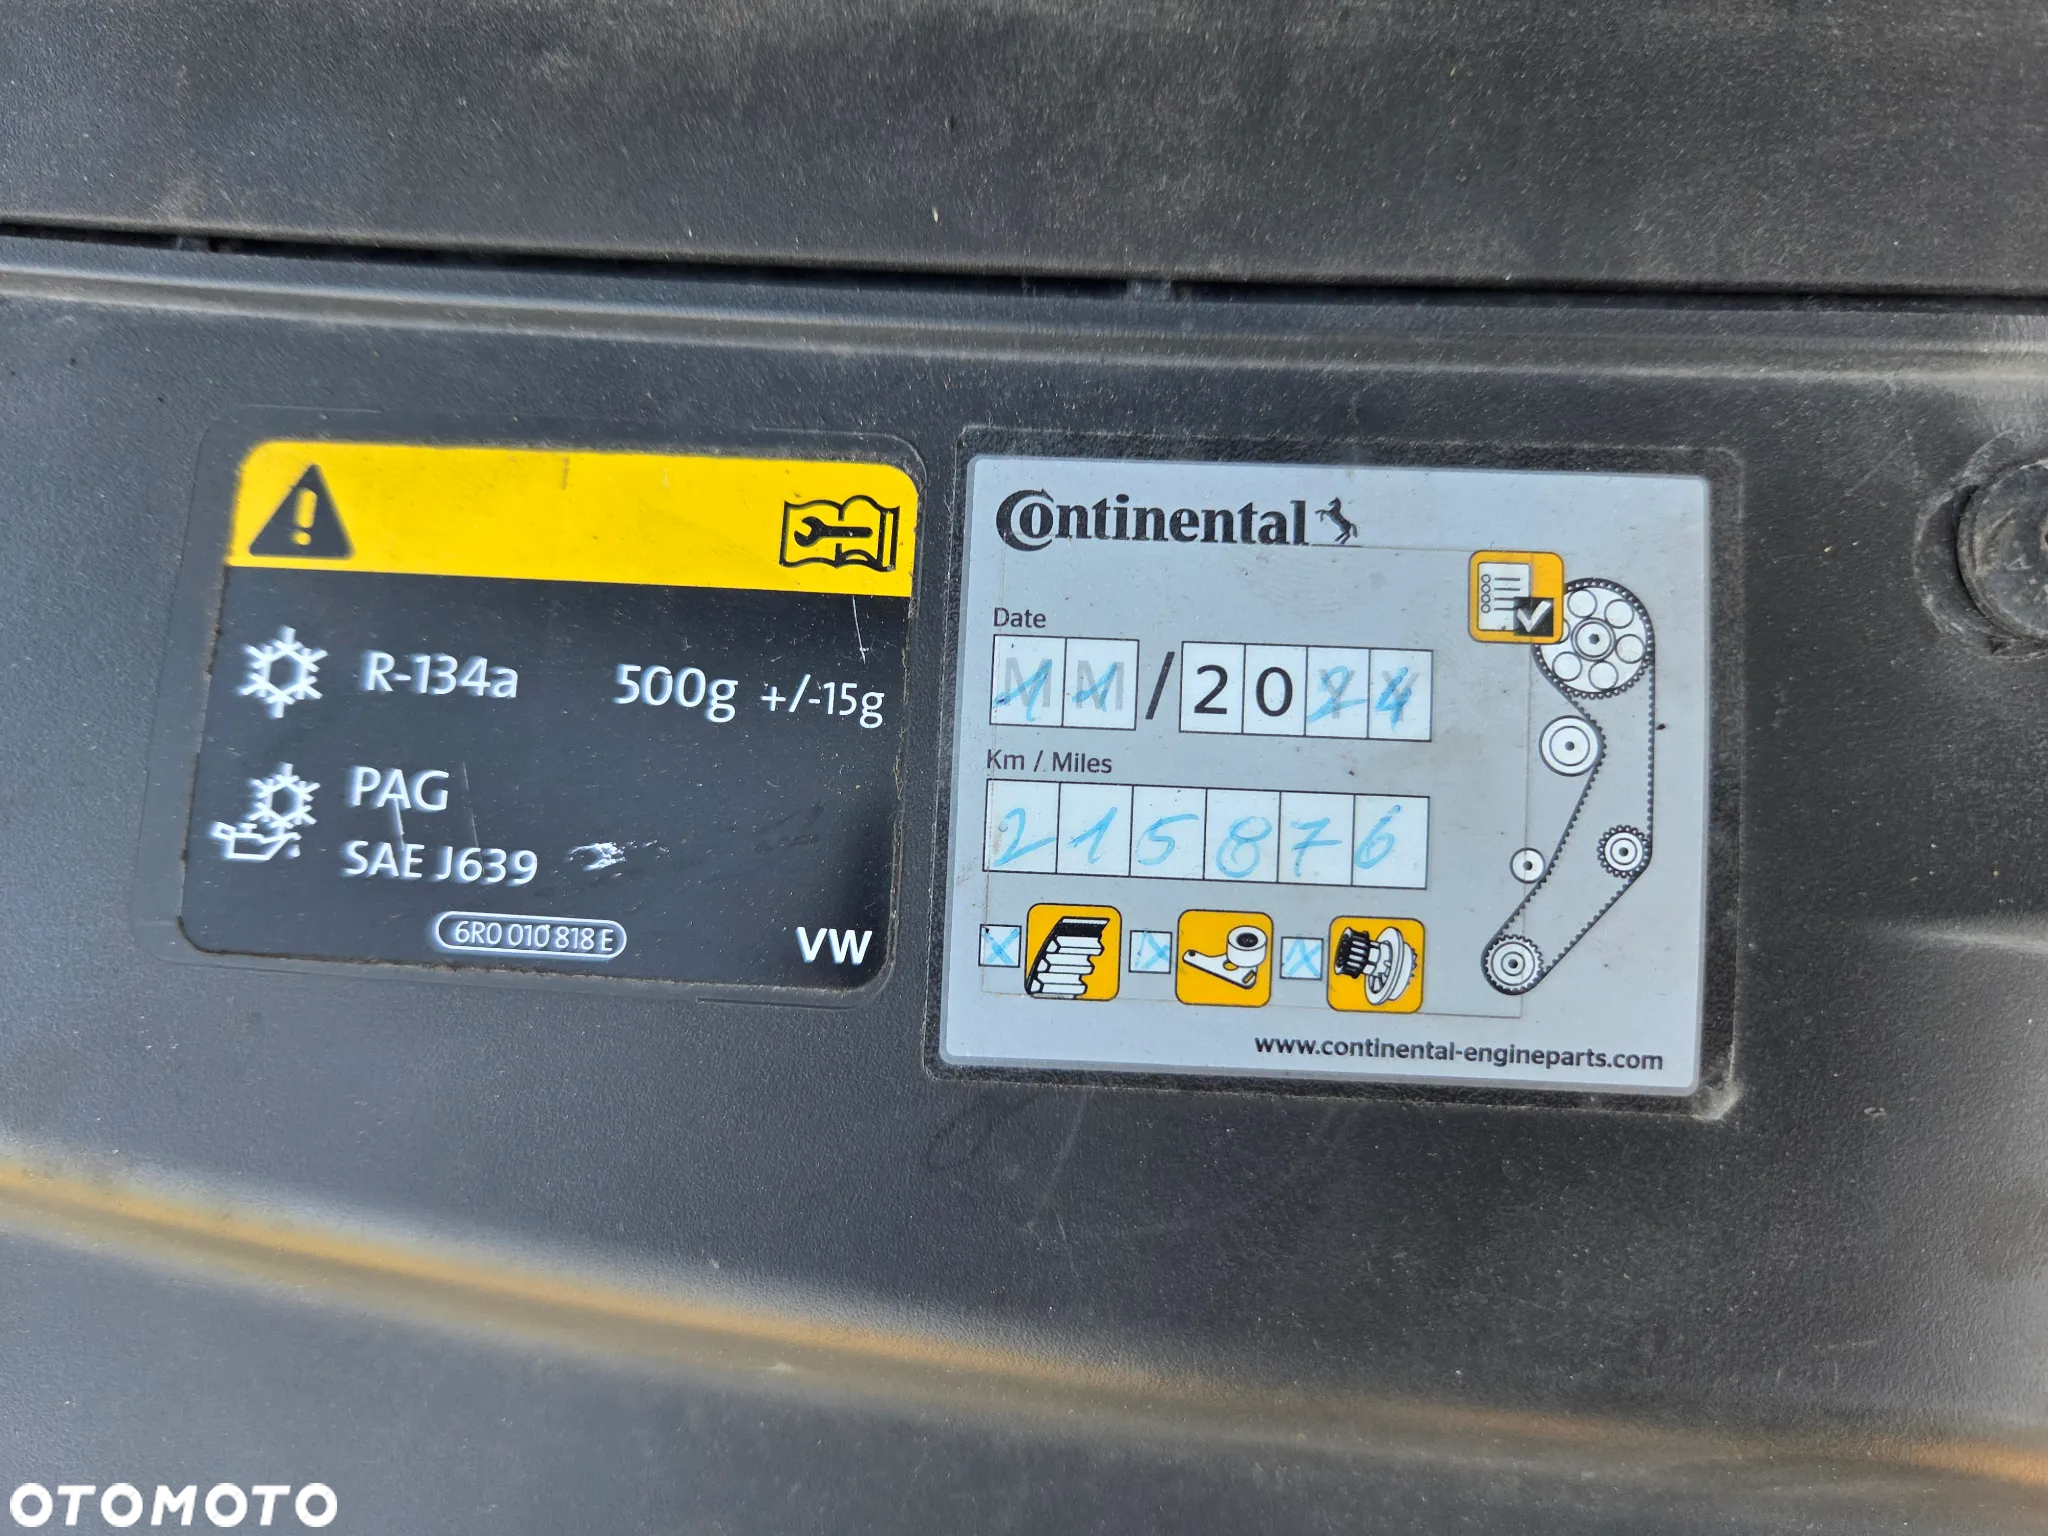 R-134a 500g +/-15g
PAG
SAE J639
6R0 010 818 E
VW
Continental
Date
11/2024
Km / Miles
215876
www.continental-engineparts.com
OTOMOTO